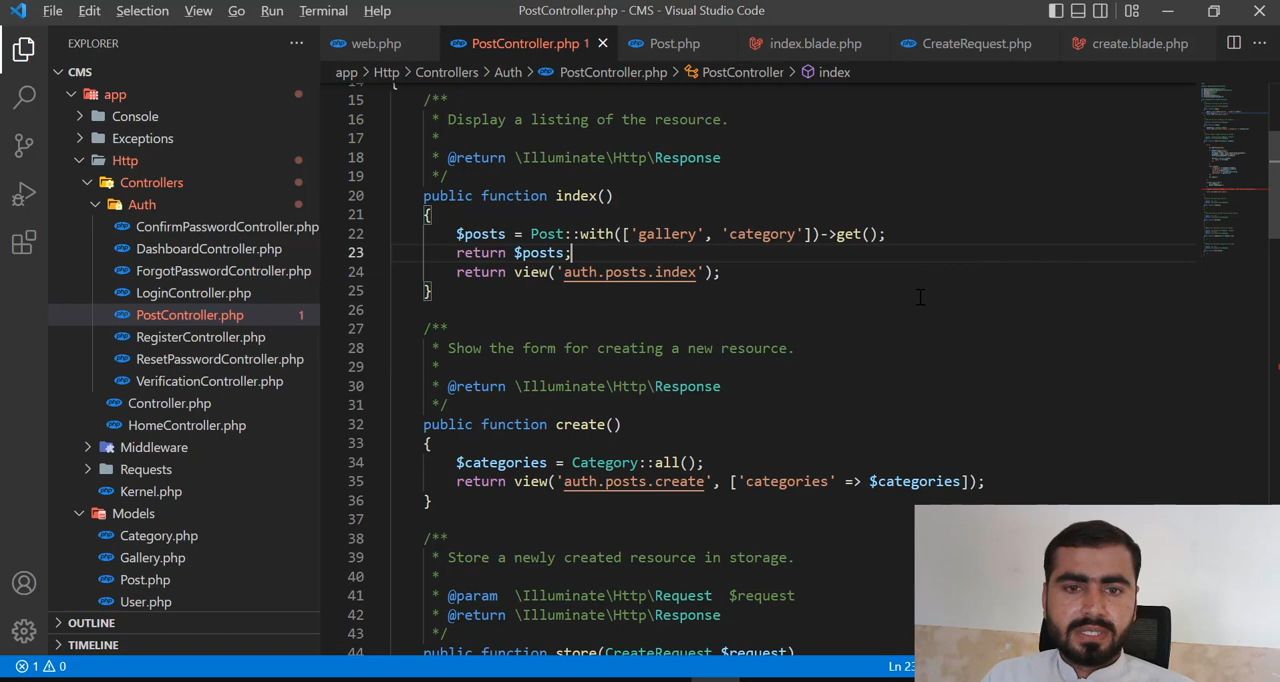 File Edit Selection View Go Run Terminal Help PostController.php - CMS - Visual Studio Code
EXPLORER
web.php PostController.php 1 Post.php index.blade.php CreateRequest.php create.blade.php
app > Http > Controllers > Auth > PostController.php > PostController > index
CMS
app
Console
Exceptions
Http
Controllers
Auth
ConfirmPasswordController.php
DashboardController.php
ForgotPasswordController.php
LoginController.php
PostController.php 1
RegisterController.php
ResetPasswordController.php
VerificationController.php
Controller.php
HomeController.php
Middleware
Requests
Kernel.php
Models
Category.php
Gallery.php
Post.php
User.php
OUTLINE
TIMELINE
14 {
15 /**
16 * Display a listing of the resource.
17 *
18 * @return \Illuminate\Http\Response
19 */
20 public function index()
21 {
22 $posts = Post::with(['gallery', 'category'])->get();
23 return $posts;
24 return view('auth.posts.index');
25 }
26
27 /**
28 * Show the form for creating a new resource.
29 *
30 * @return \Illuminate\Http\Response
31 */
32 public function create()
33 {
34 $categories = Category::all();
35 return view('auth.posts.create', ['categories' => $categories]);
36 }
37
38 /**
39 * Store a newly created resource in storage.
40 *
41 * @param \Illuminate\Http\Request $request
42 * @return \Illuminate\Http\Response
43 */
44 public function store(CreateRequest $request)
1 0 Ln 23